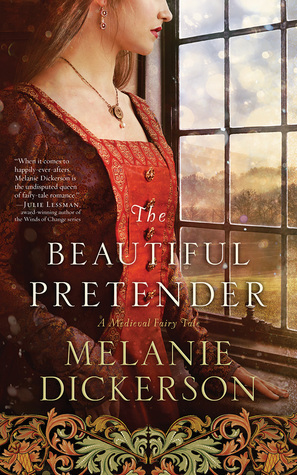 "When it comes to
happily-ever-afters,
Melanie Dickerson is
the undisputed queen
of fairy-tale romance."
—Julie Lessman,
award-winning author of
the Winds of Change series
The
Beautiful
Pretender
A Medieval Fairy Tale
Melanie
Dickerson